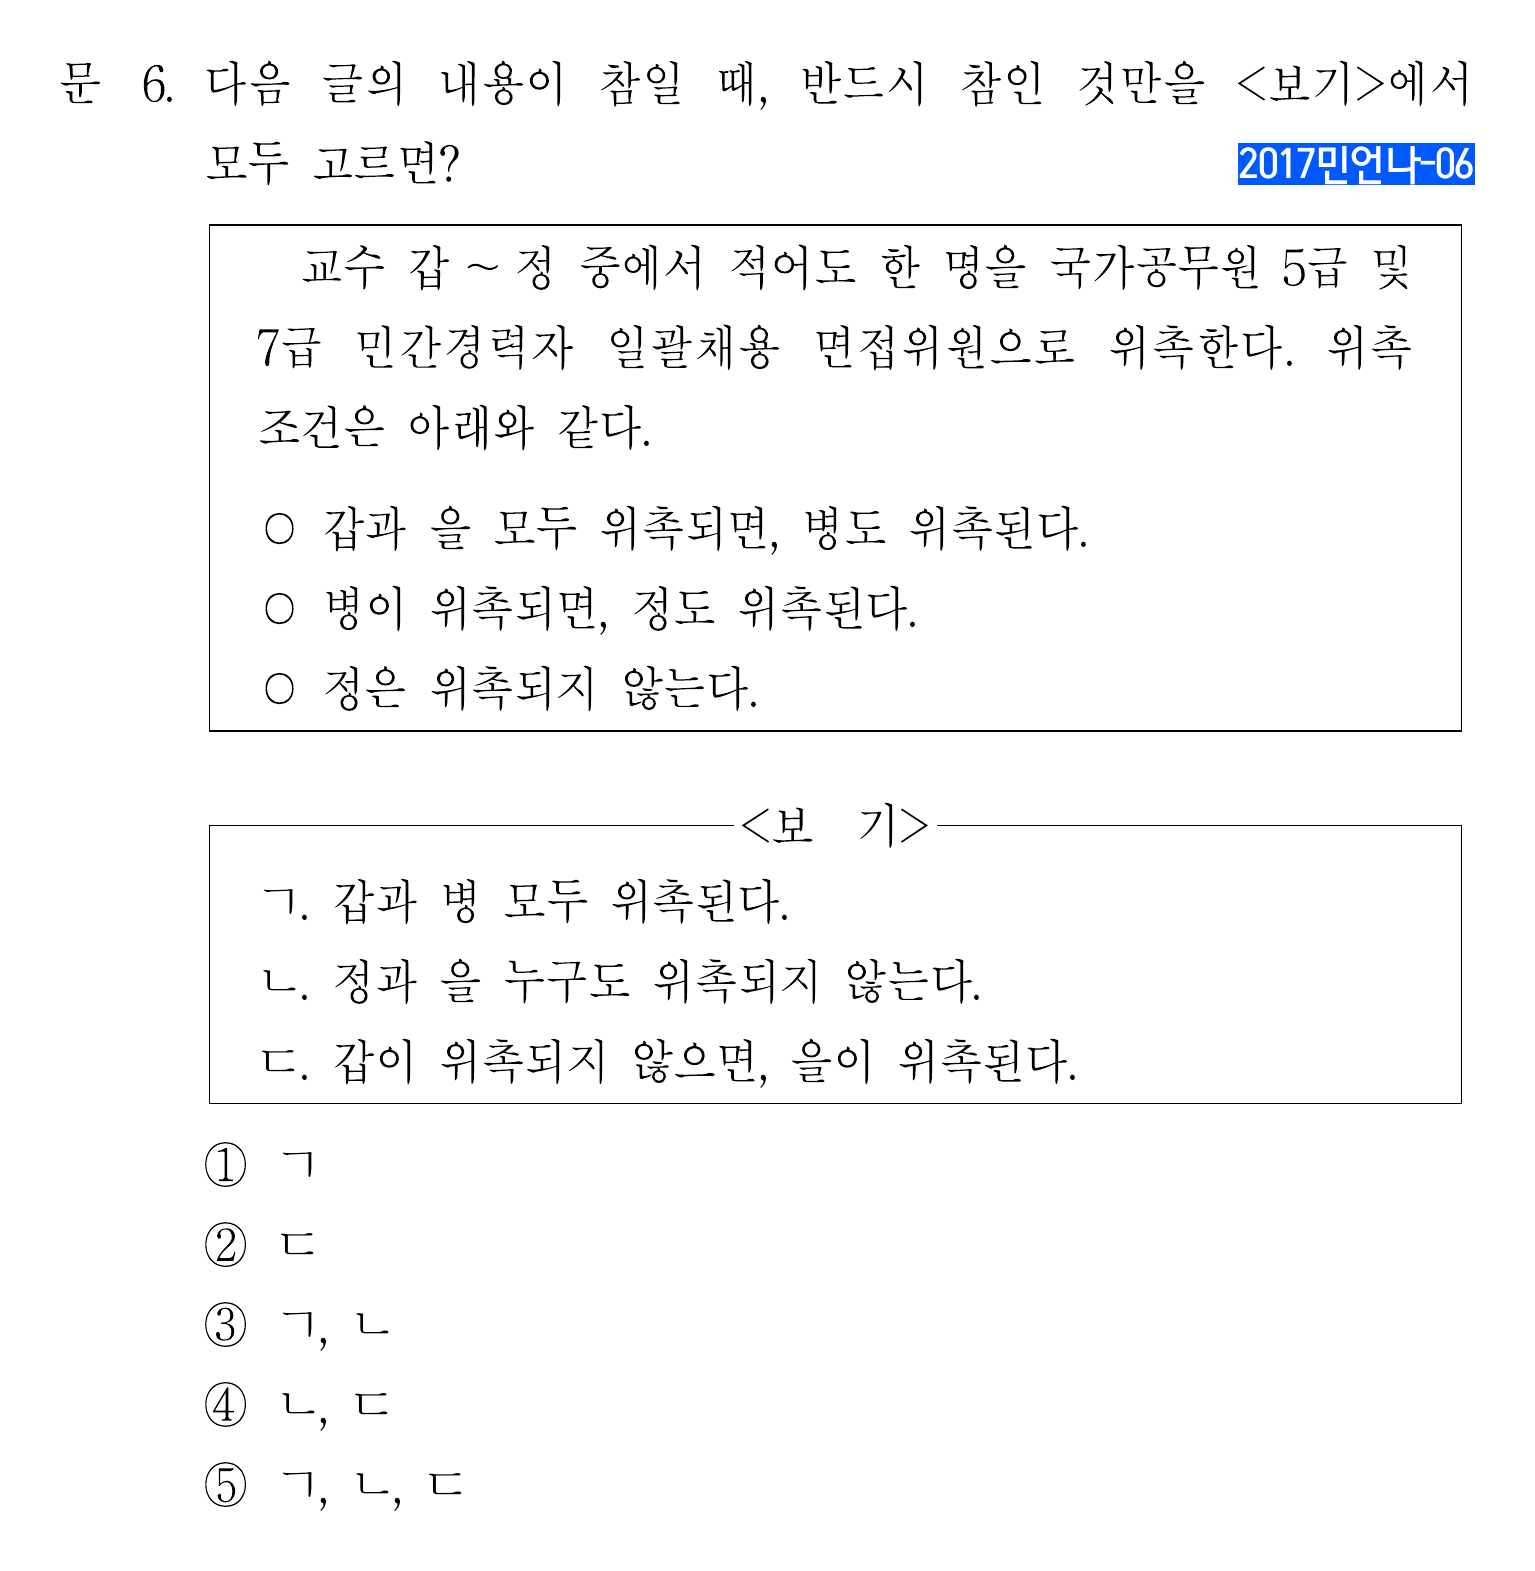 문 6. 다음 글의 내용이 참일 때, 반드시 참인 것만을 <보기>에서
모두 고르면?
2017민언나-06
교수 갑 ~ 정 중에서 적어도 한 명을 국가공무원 5급 및
7급 민간경력자 일괄채용 면접위원으로 위촉한다. 위촉
조건은 아래와 같다.
○ 갑과 을 모두 위촉되면, 병도 위촉된다.
○ 병이 위촉되면, 정도 위촉된다.
○ 정은 위촉되지 않는다.
<보 기>
ㄱ. 갑과 병 모두 위촉된다.
ㄴ. 정과 을 누구도 위촉되지 않는다.
ㄷ. 갑이 위촉되지 않으면, 을이 위촉된다.
① ㄱ
② ㄷ
③ ㄱ, ㄴ
④ ㄴ, ㄷ
⑤ ㄱ, ㄴ, ㄷ